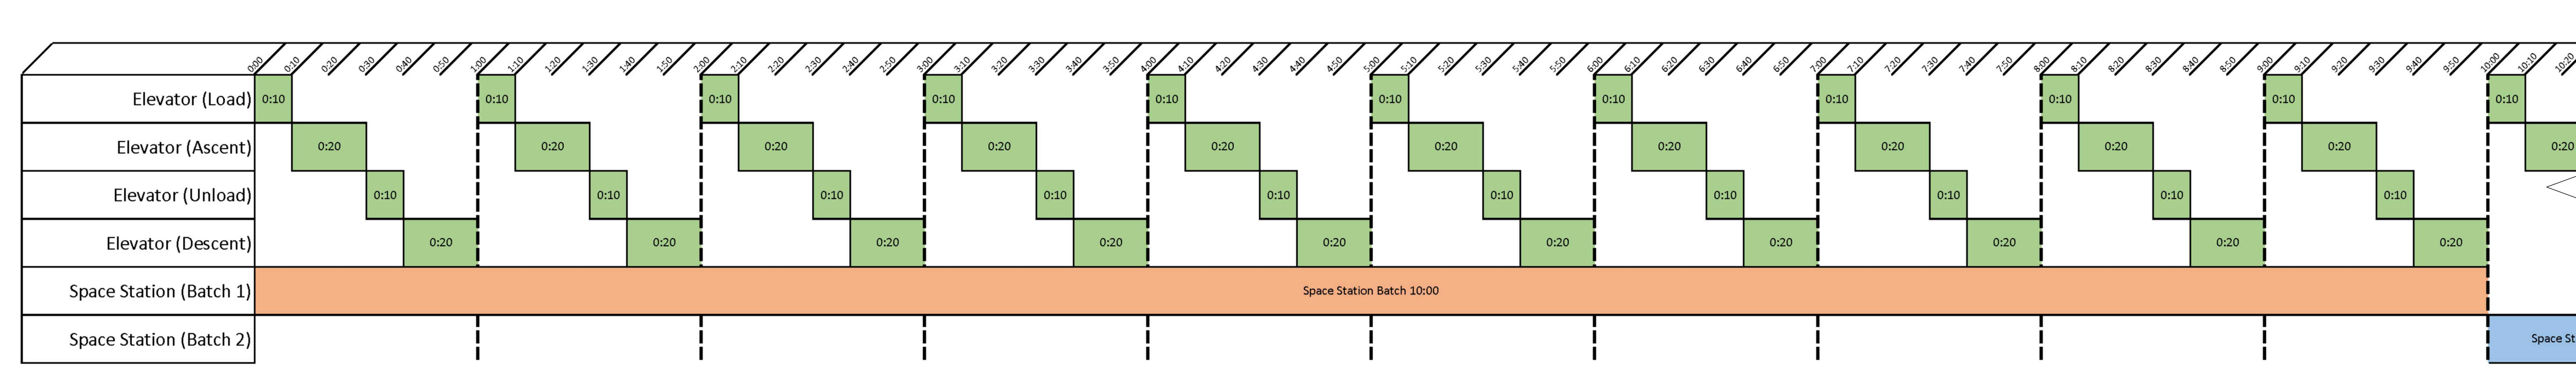 0:00 0:10 0:20 0:30 0:40 0:50 1:00 1:10 1:20 1:30 1:40 1:50 2:00 2:10 2:20 2:30 2:40 2:50 3:00 3:10 3:20 3:30 3:40 3:50 4:00 4:10 4:20 4:30 4:40 4:50 5:00 5:10 5:20 5:30 5:40 5:50 6:00 6:10 6:20 6:30 6:40 6:50 7:00 7:10 7:20 7:30 7:40 7:50 8:00 8:10 8:20 8:30 8:40 8:50 9:00 9:10 9:20 9:30 9:40 9:50 10:00 10:10 10:20
Elevator (Load) 0:10 0:10 0:10 0:10 0:10 0:10 0:10 0:10 0:10 0:10 0:10
Elevator (Ascent) 0:20 0:20 0:20 0:20 0:20 0:20 0:20 0:20 0:20 0:20 0:20
Elevator (Unload) 0:10 0:10 0:10 0:10 0:10 0:10 0:10 0:10 0:10 0:10
Elevator (Descent) 0:20 0:20 0:20 0:20 0:20 0:20 0:20 0:20 0:20 0:20
Space Station (Batch 1) Space Station Batch 10:00
Space Station (Batch 2) Space St